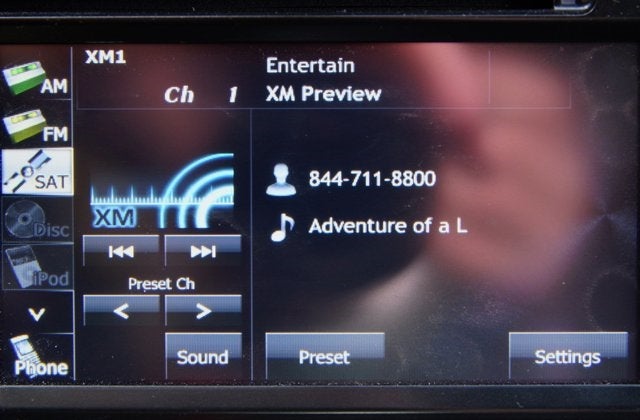 XM1
Entertain
Ch 1 XM Preview
AM
FM
SAT
Disc
iPod
Phone
XM
844-711-8800
Adventure of a L
Preset Ch
Sound
Preset
Settings